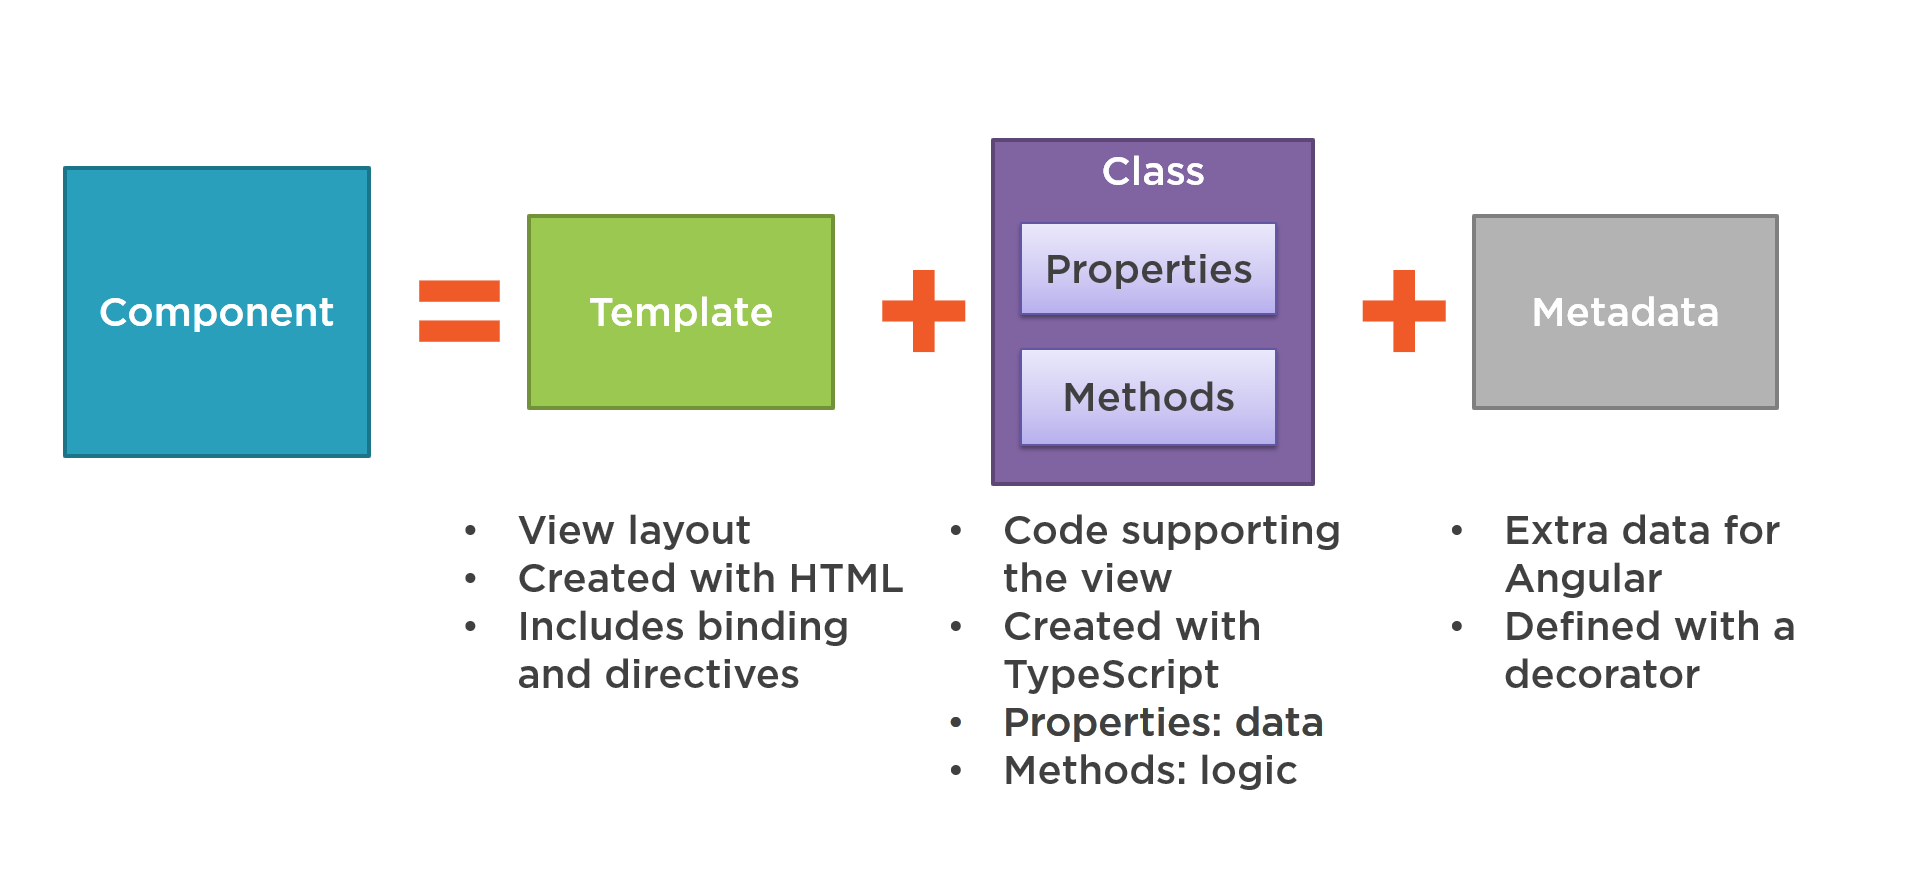 Component
Template
Class
Properties
Methods
Metadata
• View layout
• Created with HTML
• Includes binding
and directives
• Code supporting
the view
• Created with
TypeScript
• Properties: data
• Methods: logic
• Extra data for
Angular
• Defined with a
decorator